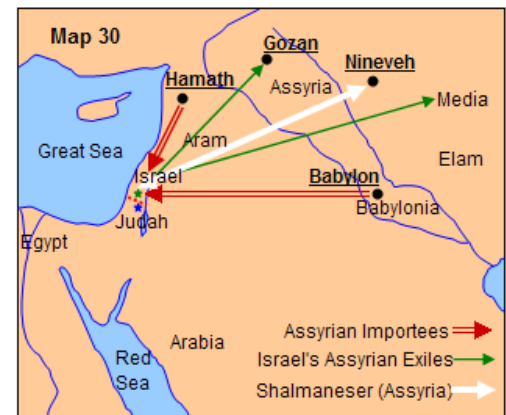 Map 30
Gozan
Nineveh
Hamath
Assyria
Media
Great Sea
Aram
Elam
Israel
Babylon
Judah
Babylonia
Egypt
Assyrian Importees
Arabia
Israel's Assyrian Exiles
Red
Sea
Shalmaneser (Assyria)